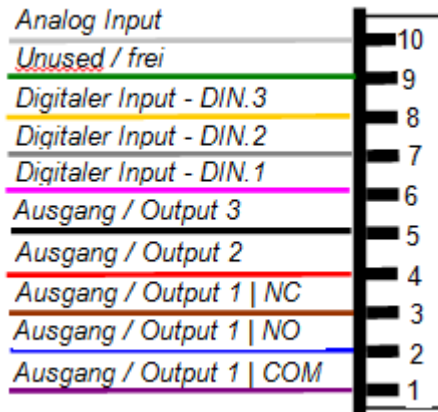 Analog Input
10
Unused / frei
9
Digitaler Input - DIN.3
8
Digitaler Input - DIN.2
7
Digitaler Input - DIN.1
6
Ausgang / Output 3
5
Ausgang / Output 2
4
Ausgang / Output 1 | NC
3
Ausgang / Output 1 | NO
2
Ausgang / Output 1 | COM
1